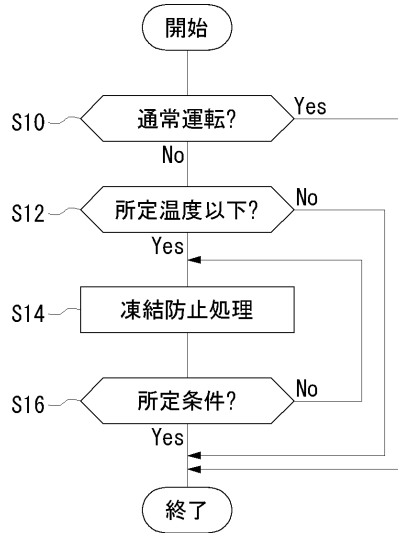 開始
S10 通常運転? Yes
No
S12 所定温度以下? No
Yes
S14 凍結防止処理
S16 所定条件? No
Yes
終了